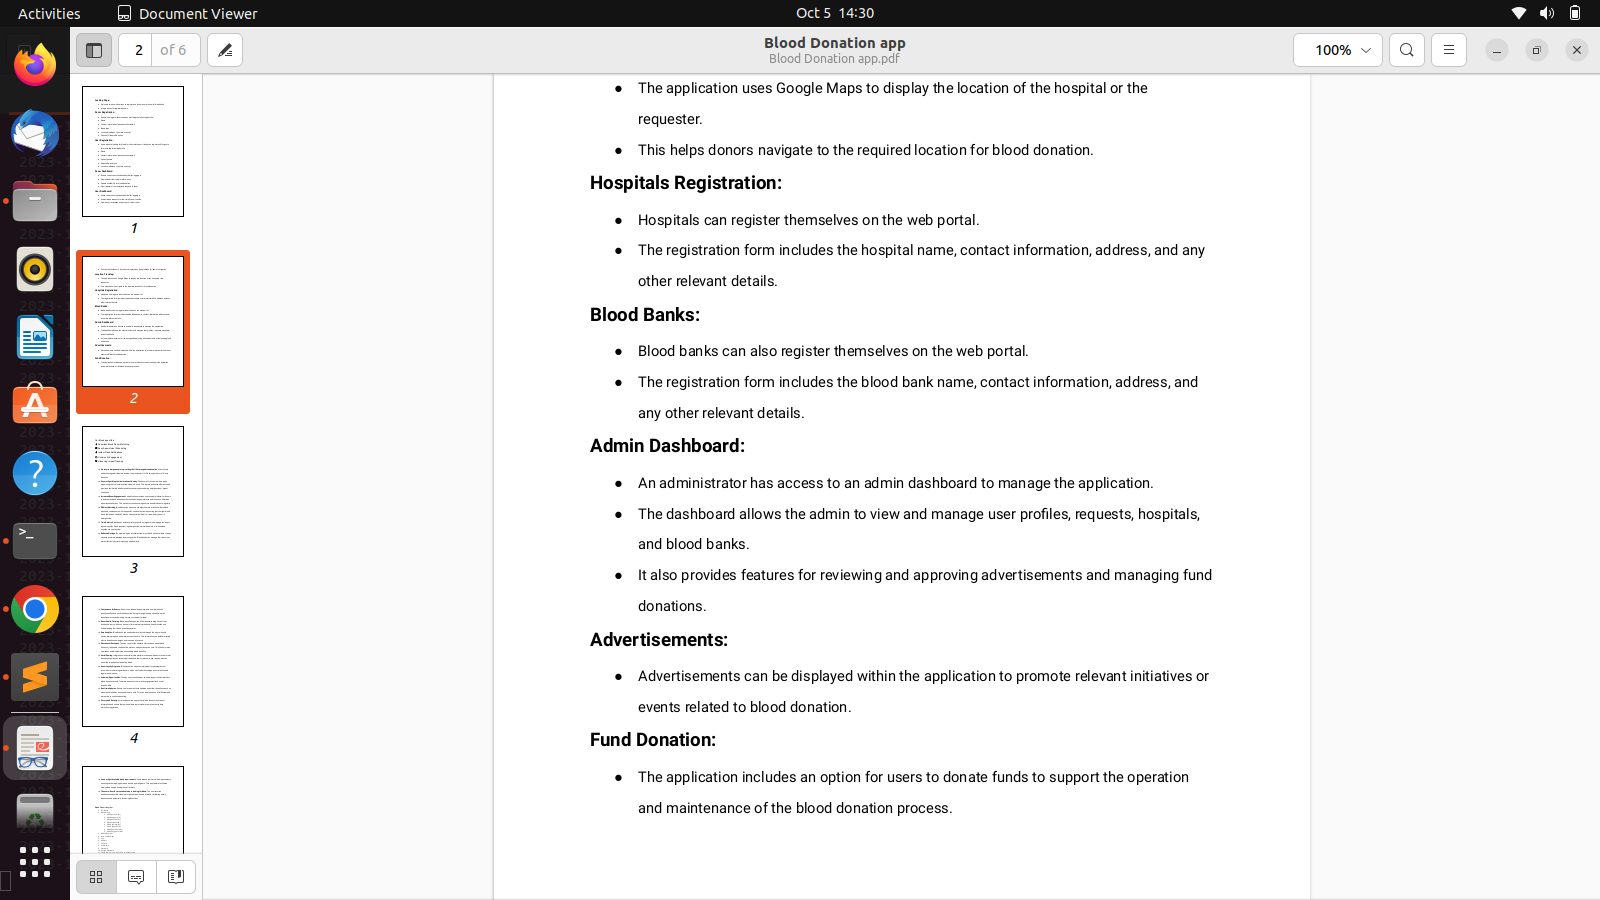 Activities
Document Viewer
Oct 5 14:30
2 of 6
Blood Donation app
Blood Donation app.pdf
100%
1
2
3
4
The application uses Google Maps to display the location of the hospital or the
requester.
This helps donors navigate to the required location for blood donation.
Hospitals Registration:
Hospitals can register themselves on the web portal.
The registration form includes the hospital name, contact information, address, and any
other relevant details.
Blood Banks:
Blood banks can also register themselves on the web portal.
The registration form includes the blood bank name, contact information, address, and
any other relevant details.
Admin Dashboard:
An administrator has access to an admin dashboard to manage the application.
The dashboard allows the admin to view and manage user profiles, requests, hospitals,
and blood banks.
It also provides features for reviewing and approving advertisements and managing fund
donations.
Advertisements:
Advertisements can be displayed within the application to promote relevant initiatives or
events related to blood donation.
Fund Donation:
The application includes an option for users to donate funds to support the operation
and maintenance of the blood donation process.